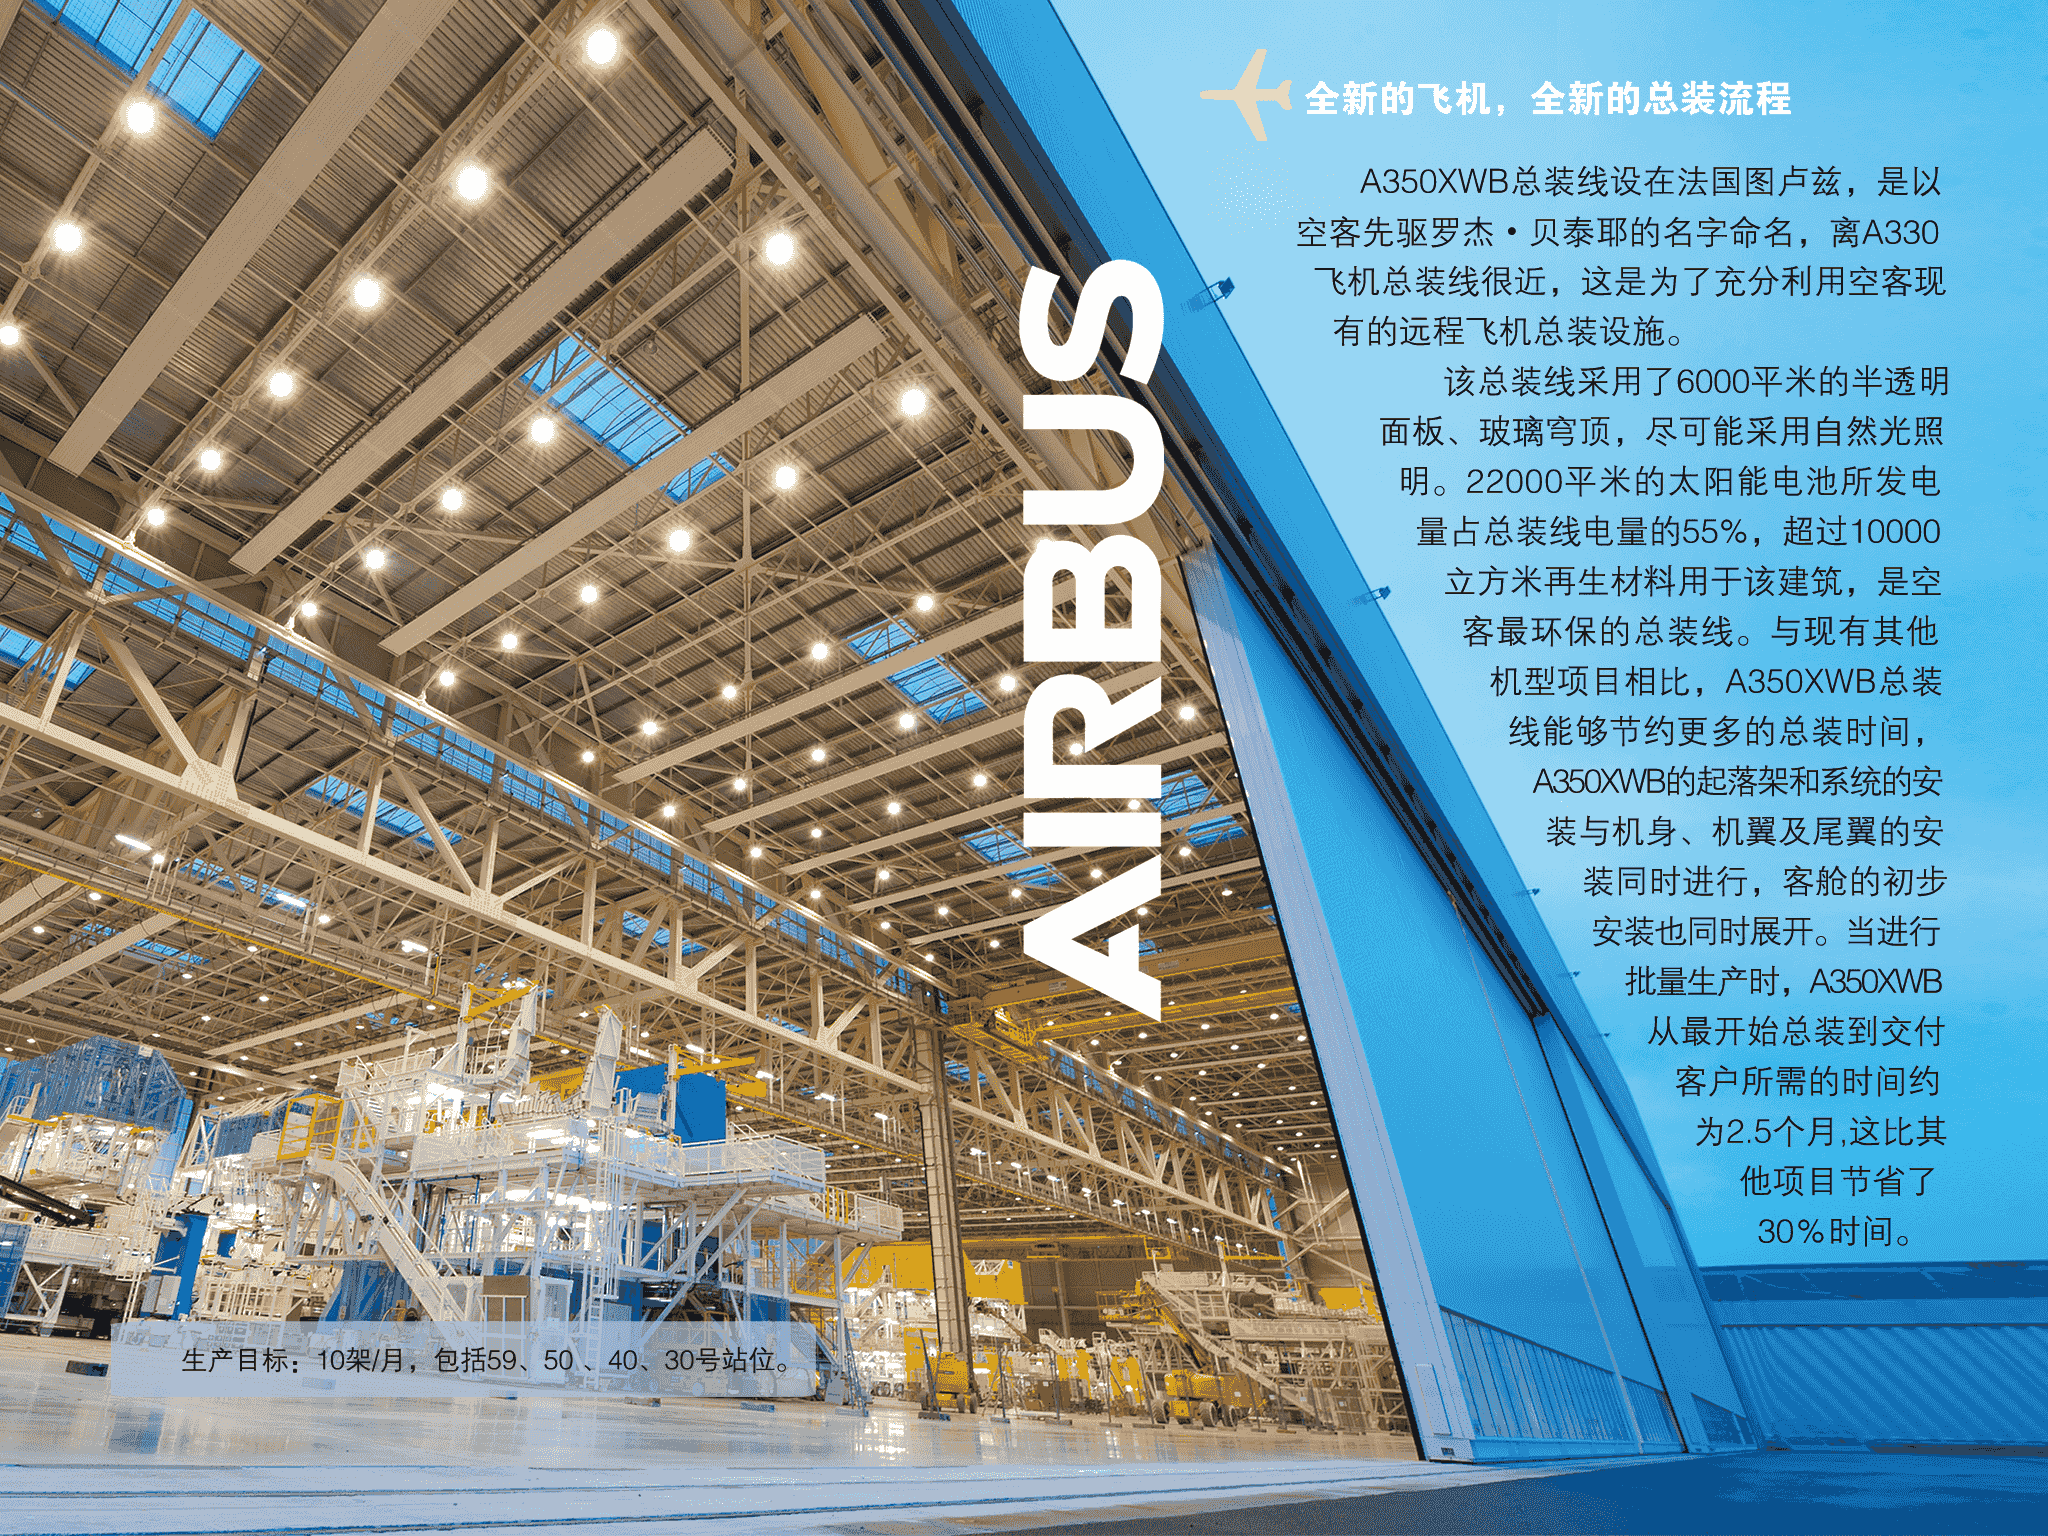 全新的飞机，全新的总装流程
A350XWB总装线设在法国图卢兹，是以
空客先驱罗杰·贝泰耶的名字命名，离A330
飞机总装线很近，这是为了充分利用空客现
有的远程飞机总装设施。
该总装线采用了6000平米的半透明
面板、玻璃穹顶，尽可能采用自然光照
明。22000平米的太阳能电池所发电
量占总装线电量的55%，超过10000
立方米再生材料用于该建筑，是空
客最环保的总装线。与现有其他
机型项目相比，A350XWB总装
线能够节约更多的总装时间，
A350XWB的起落架和系统的安
装与机身、机翼及尾翼的安
装同时进行，客舱的初步
安装也同时展开。当进行
批量生产时，A350XWB
从最开始总装到交付
客户所需的时间约
为2.5个月,这比其
他项目节省了
30%时间。
AIRBUS
生产目标：10架/月，包括59、50 、40、30号站位。